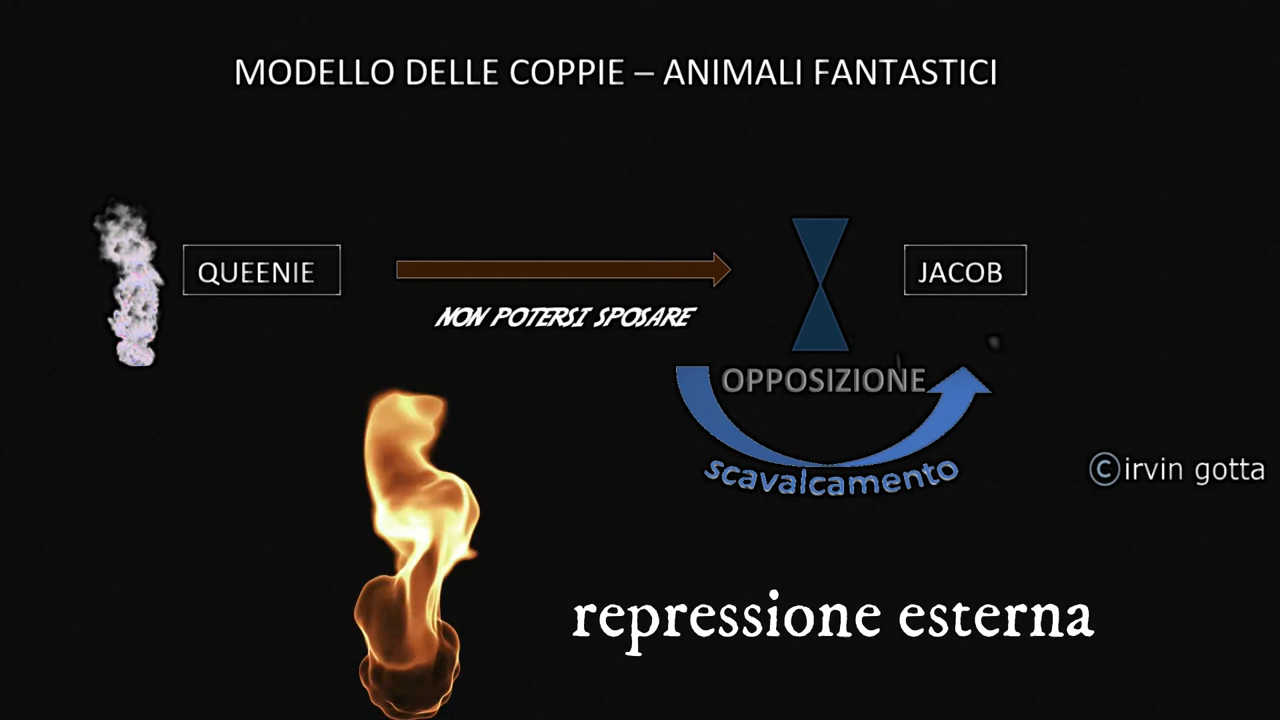 MODELLO DELLE COPPIE – ANIMALI FANTASTICI
QUEENIE
JACOB
NON POTERSI SPOSARE
OPPOSIZIONE
scavalcamento
©irvin gotta
repressione esterna